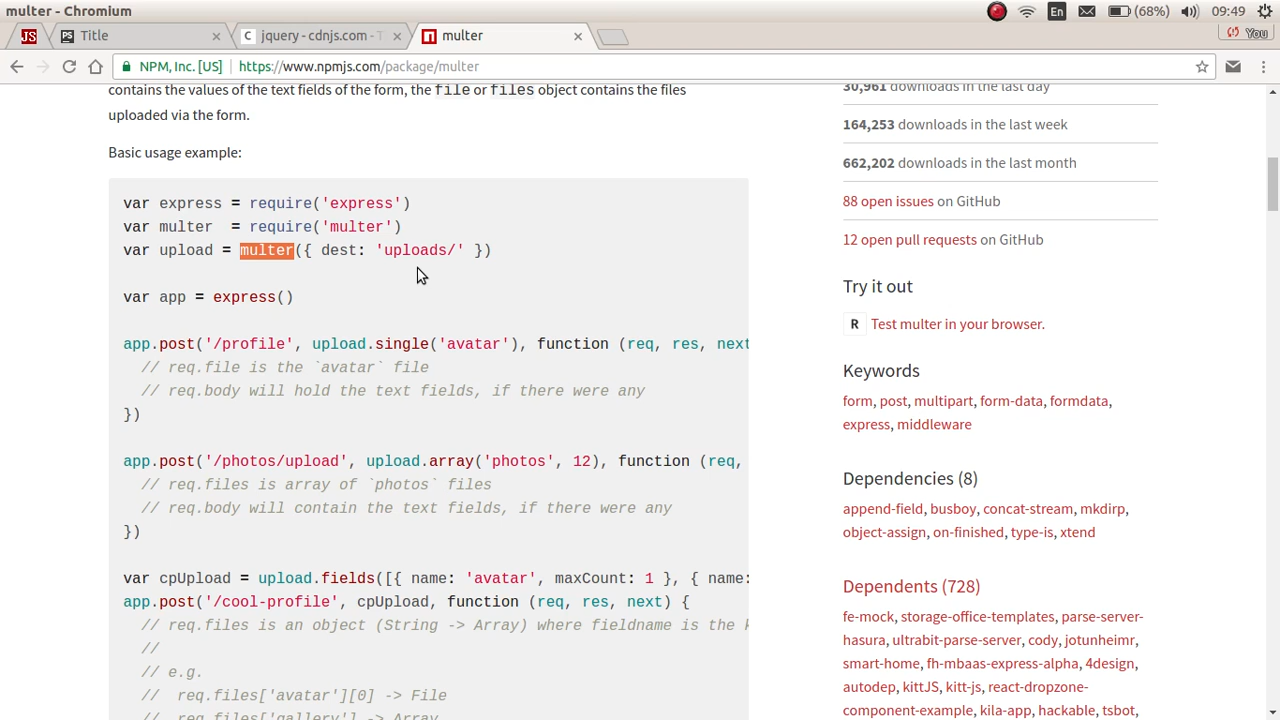 multer - Chromium
En
(68%)
09:49
JS
PS Title
C jquery - cdnjs.com - T
multer
You
NPM, Inc. [US]
https://www.npmjs.com/package/multer
contains the values of the text fields of the form, the file or files object contains the files
uploaded via the form.
Basic usage example:
var express = require('express')
var multer  = require('multer')
var upload = multer({ dest: 'uploads/' })
var app = express()
app.post('/profile', upload.single('avatar'), function (req, res, next
// req.file is the `avatar` file
// req.body will hold the text fields, if there were any
})
app.post('/photos/upload', upload.array('photos', 12), function (req,
// req.files is array of `photos` files
// req.body will contain the text fields, if there were any
})
var cpUpload = upload.fields([{ name: 'avatar', maxCount: 1 }, { name:
app.post('/cool-profile', cpUpload, function (req, res, next) {
// req.files is an object (String -> Array) where fieldname is the k
//
// e.g.
//  req.files['avatar'][0] -> File
//  req.files['gallery'] -> Array
30,961 downloads in the last day
164,253 downloads in the last week
662,202 downloads in the last month
88 open issues on GitHub
12 open pull requests on GitHub
Try it out
R Test multer in your browser.
Keywords
form, post, multipart, form-data, formdata,
express, middleware
Dependencies (8)
append-field, busboy, concat-stream, mkdirp,
object-assign, on-finished, type-is, xtend
Dependents (728)
fe-mock, storage-office-templates, parse-server-
hasura, ultrabit-parse-server, cody, jotunheimr,
smart-home, fh-mbaas-express-alpha, 4design,
autodep, kittJS, kitt-js, react-dropzone-
component-example, kila-app, hackable, tsbot,